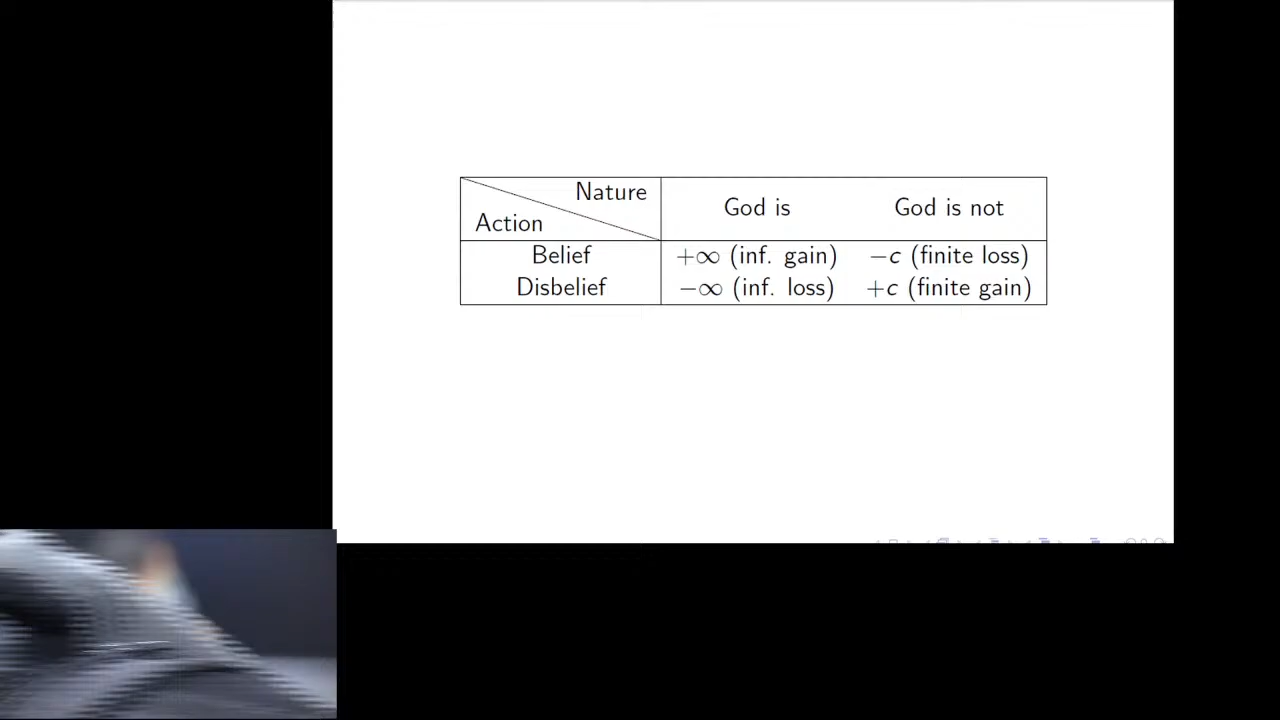 Nature
Action
God is God is not
Belief +∞ (inf. gain) −c (finite loss)
Disbelief −∞ (inf. loss) +c (finite gain)